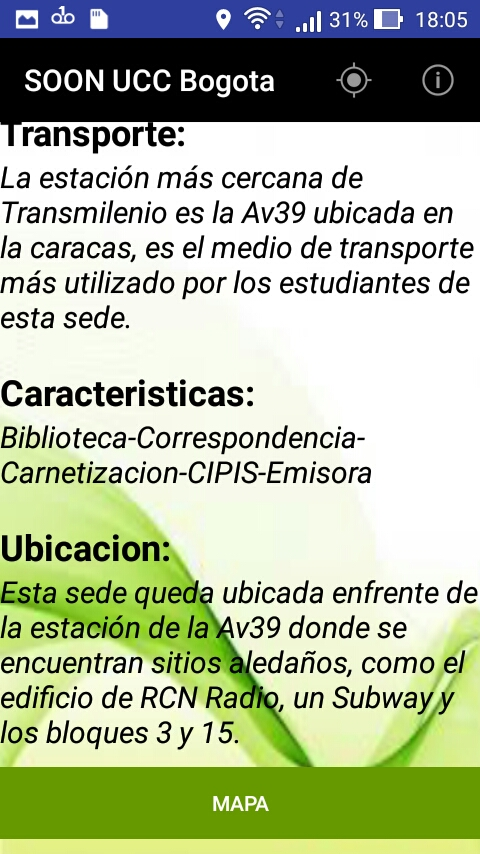 31% 18:05
SOON UCC Bogota
Transporte:
La estación más cercana de
Transmilenio es la Av39 ubicada en
la caracas, es el medio de transporte
más utilizado por los estudiantes de
esta sede.
Caracteristicas:
Biblioteca-Correspondencia-
Carnetizacion-CIPIS-Emisora
Ubicacion:
Esta sede queda ubicada enfrente de
la estación de la Av39 donde se
encuentran sitios aledaños, como el
edificio de RCN Radio, un Subway y
los bloques 3 y 15.
MAPA